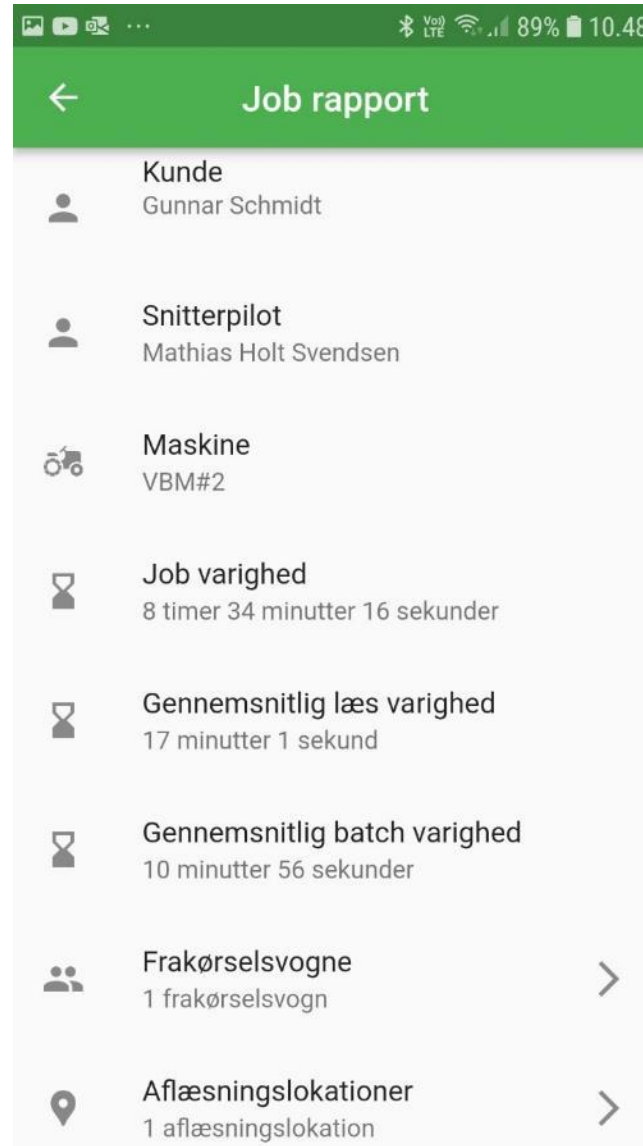 Voo) LTE 89% 10.48
Job rapport
Kunde
Gunnar Schmidt
Snitterpilot
Mathias Holt Svendsen
Maskine
VBM#2
Job varighed
8 timer 34 minutter 16 sekunder
Gennemsnitlig læs varighed
17 minutter 1 sekund
Gennemsnitlig batch varighed
10 minutter 56 sekunder
Frakørselsvogne
1 frakørselsvogn
Aflæsningslokationer
1 aflæsningslokation